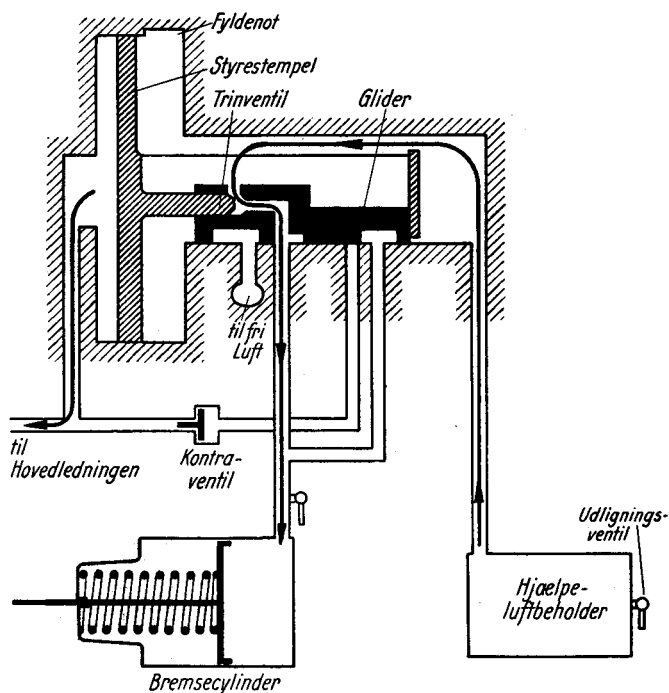 Fyldenot
Styrestempel
Trinventil
Glider
til fri
Luft
til
Hovedledningen
Kontra-
ventil
Udlignings-
ventil
Hjælpe-
luftbeholder
Bremsecylinder